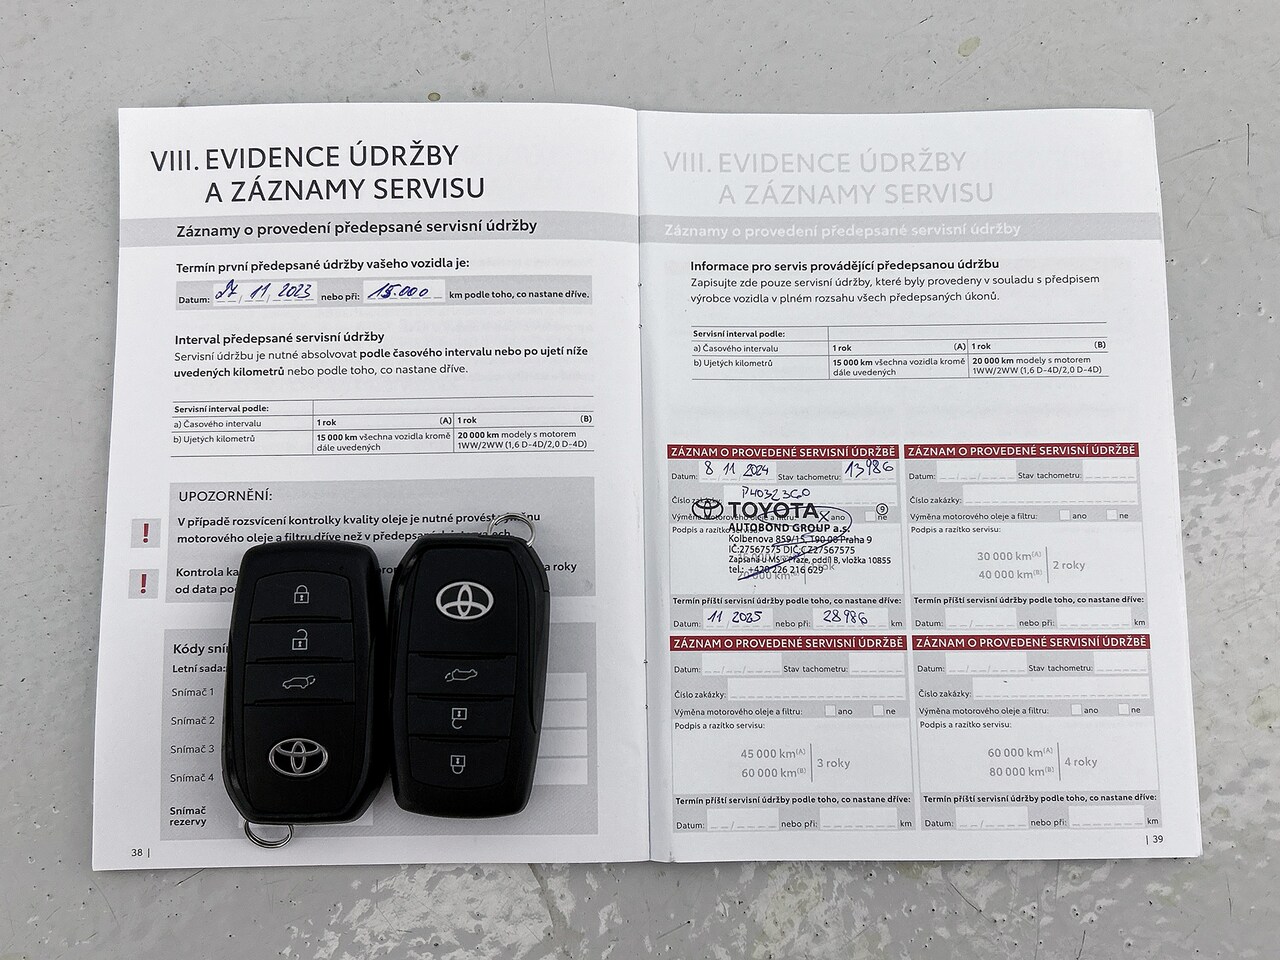 VIII. EVIDENCE ÚDRŽBY
A ZÁZNAMY SERVISU
Záznamy o provedení předepsané servisní údržby
Termín první předepsané údržby vašeho vozidla je:
Datum: 27 / 11 / 2023 nebo při: 15.000 km podle toho, co nastane dříve.
Interval předepsané servisní údržby
Servisní údržbu je nutné absolvovat podle časového intervalu nebo po ujetí níže
uvedených kilometrů nebo podle toho, co nastane dříve.
Servisní interval podle:
a) Časového intervalu 1 rok (A) 1 rok (B)
b) Ujetých kilometrů 15 000 km všechna vozidla kromě 20 000 km modely s motorem
dále uvedených 1WW/2WW (1,6 D-4D/2,0 D-4D)
UPOZORNĚNÍ:
! V případě rozsvícení kontrolky kvality oleje je nutné provést
motorového oleje a filtru dříve než v předepsaných
! Kontrola a roky
od data
Kódy
Letní sada:
Snímač 1
Snímač 2
Snímač 3
Snímač 4
Snímač
rezervy
38 |
VIII. EVIDENCE ÚDRŽBY
A ZÁZNAMY SERVISU
Záznamy o provedení předepsané servisní údržby
Informace pro servis provádějící předepsanou údržbu
Zapisujte zde pouze servisní údržby, které byly provedeny v souladu s předpisem
výrobce vozidla v plném rozsahu všech předepsaných úkonů.
Servisní interval podle:
a) Časového intervalu 1 rok (A) 1 rok (B)
b) Ujetých kilometrů 15 000 km všechna vozidla kromě 20 000 km modely s motorem
dále uvedených 1WW/2WW (1,6 D-4D/2,0 D-4D)
ZÁZNAM O PROVEDENÉ SERVISNÍ ÚDRŽBĚ
Datum: 8 11 2024 Stav tachometru: 13986
Číslo zakázky: P4032360
Výměna motorového oleje a filtru: X ano ne
Podpis a razítko
TOYOTA 9
AUTOBOND GROUP a.s.
Kolbenova 859/15, 190 00 Praha 9
IČ:27567575 DIČ:CZ27567575
Zapsaná u MS v Praze, oddíl B, vložka 10855
tel.: +420 226 216 629
Termín příští servisní údržby podle toho, co nastane dříve:
Datum: 11 2025 nebo při: 28986 km
ZÁZNAM O PROVEDENÉ SERVISNÍ ÚDRŽBĚ
Datum: Stav tachometru:
Číslo zakázky:
Výměna motorového oleje a filtru: ano ne
Podpis a razítko servisu:
30 000 km(A)
40 000 km(B)
2 roky
Termín příští servisní údržby podle toho, co nastane dříve:
Datum: nebo při: km
ZÁZNAM O PROVEDENÉ SERVISNÍ ÚDRŽBĚ
Datum: Stav tachometru:
Číslo zakázky:
Výměna motorového oleje a filtru: ano ne
Podpis a razítko servisu:
45 000 km(A)
60 000 km(B)
3 roky
Termín příští servisní údržby podle toho, co nastane dříve:
Datum: nebo při: km
ZÁZNAM O PROVEDENÉ SERVISNÍ ÚDRŽBĚ
Datum: Stav tachometru:
Číslo zakázky:
Výměna motorového oleje a filtru: ano ne
Podpis a razítko servisu:
60 000 km(A)
80 000 km(B)
4 roky
Termín příští servisní údržby podle toho, co nastane dříve:
Datum: nebo při: km
| 39